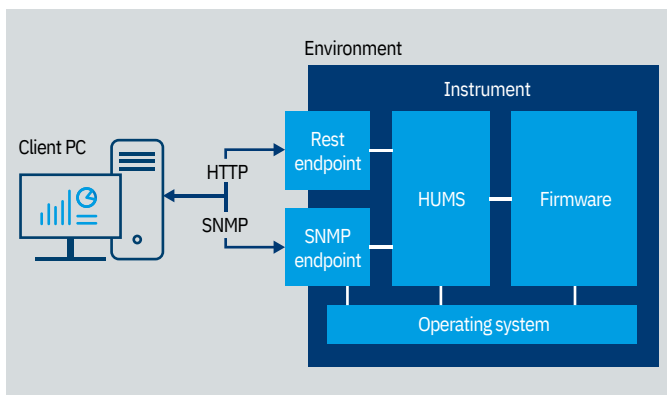 Environment
Instrument
Client PC
HTTP
SNMP
Rest
endpoint
SNMP
endpoint
HUMS
Firmware
Operating system